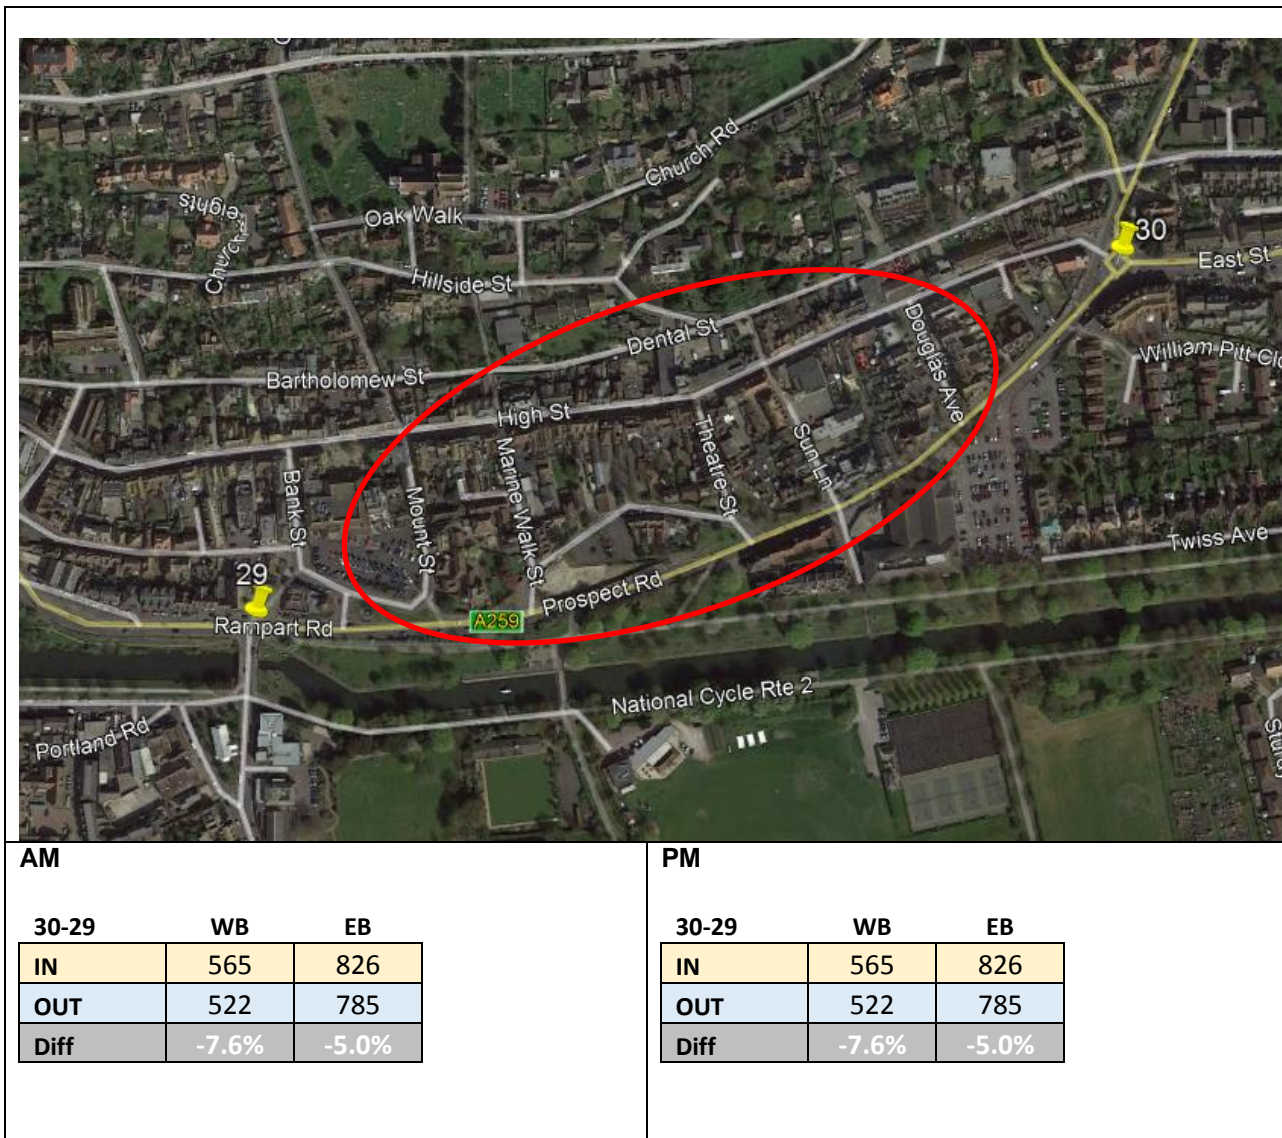 Church Rd
Oak Walk
Hillside St
30
East St
Dental St
Douglas Ave
William Pitt Clo
Bartholomew St
High St
Bank St
Mount St
Marine Walk St
Theatre St
Sun Ln
Twiss Ave
29
Rampart Rd
A259
Prospect Rd
National Cycle Rte 2
Portland Rd
AM
30-29 WB EB
IN 565 826
OUT 522 785
Diff -7.6% -5.0%
PM
30-29 WB EB
IN 565 826
OUT 522 785
Diff -7.6% -5.0%